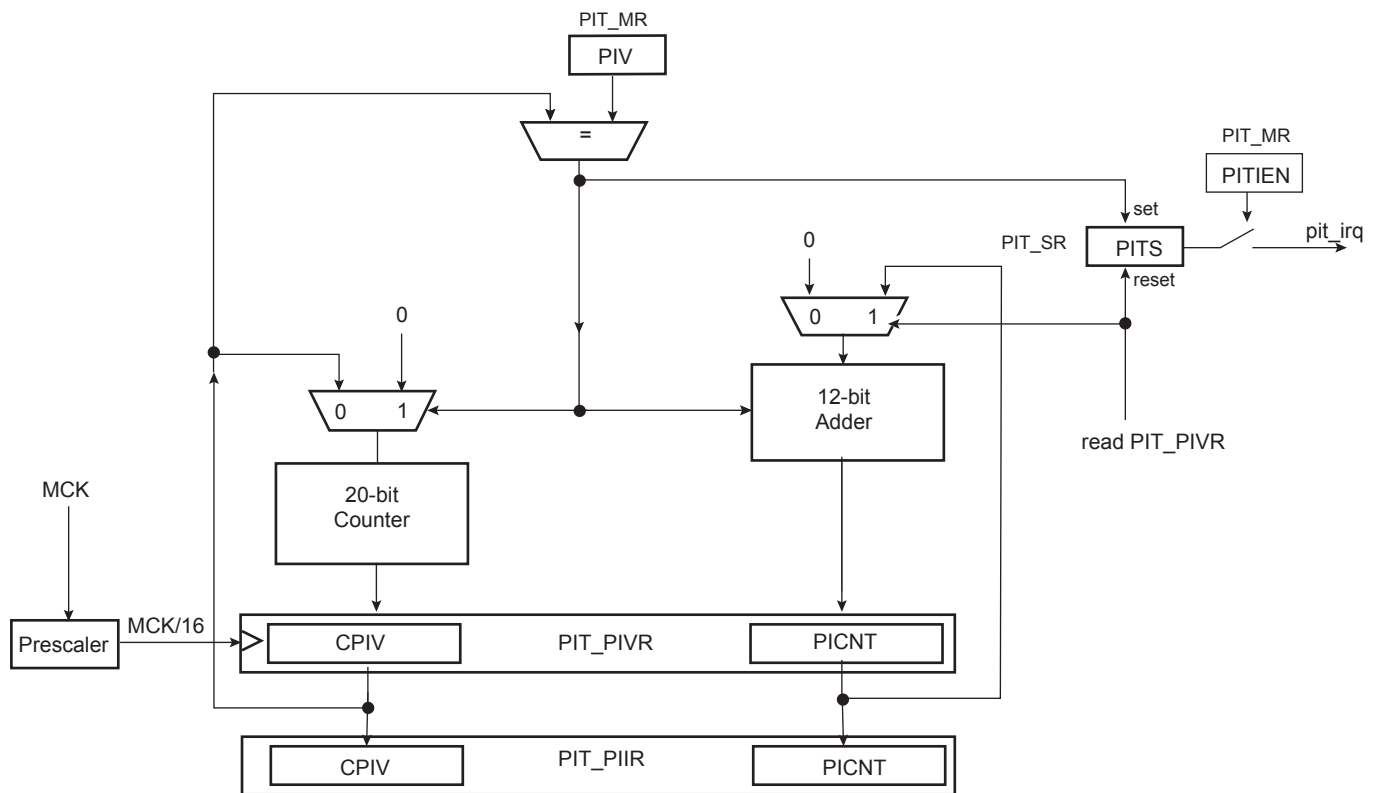 PIT_MR
PIV
=
PIT_MR
PITIEN
set
PIT_SR
PITS
pit_irq
reset
0
0 1
0
0 1
12-bit
Adder
read PIT_PIVR
20-bit
Counter
MCK
Prescaler
MCK/16
CPIV
PIT_PIVR
PICNT
CPIV
PIT_PIIR
PICNT